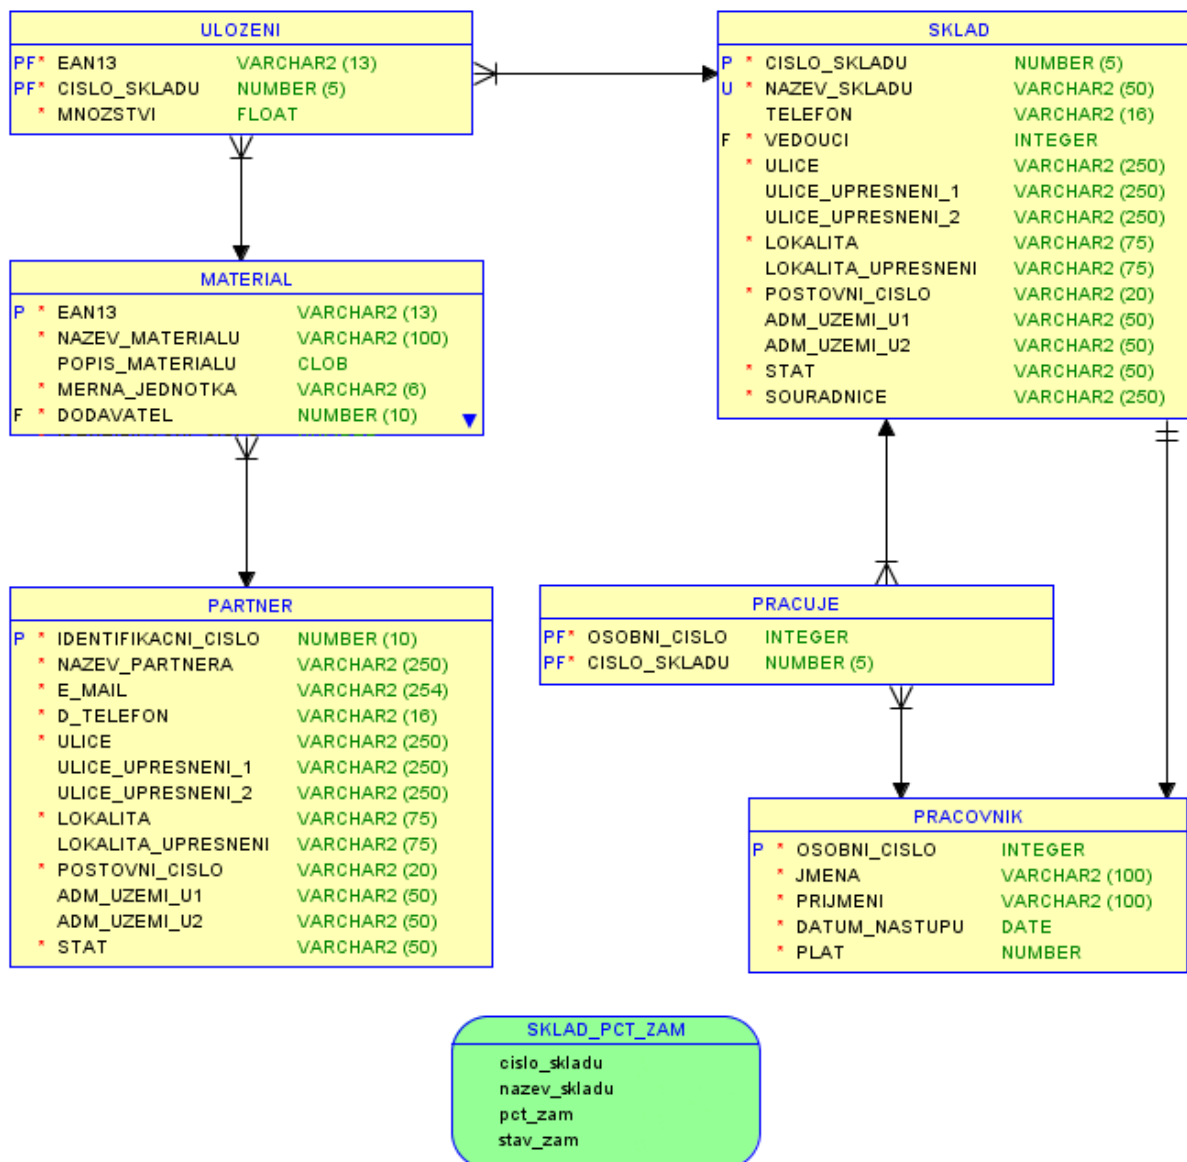 ULOZENI
PF* EAN13 VARCHAR2 (13)
PF* CISLO_SKLADU NUMBER (5)
* MNOZSTVI FLOAT
SKLAD
P * CISLO_SKLADU NUMBER (5)
U * NAZEV_SKLADU VARCHAR2 (50)
TELEFON VARCHAR2 (16)
F * VEDOUCI INTEGER
* ULICE VARCHAR2 (250)
ULICE_UPRESNENI_1 VARCHAR2 (250)
ULICE_UPRESNENI_2 VARCHAR2 (250)
* LOKALITA VARCHAR2 (75)
LOKALITA_UPRESNENI VARCHAR2 (75)
* POSTOVNI_CISLO VARCHAR2 (20)
ADM_UZEMI_U1 VARCHAR2 (50)
ADM_UZEMI_U2 VARCHAR2 (50)
* STAT VARCHAR2 (50)
* SOURADNICE VARCHAR2 (250)
MATERIAL
P * EAN13 VARCHAR2 (13)
* NAZEV_MATERIALU VARCHAR2 (100)
POPIS_MATERIALU CLOB
* MERNA_JEDNOTKA VARCHAR2 (6)
F * DODAVATEL NUMBER (10)
PARTNER
P * IDENTIFIKACNI_CISLO NUMBER (10)
* NAZEV_PARTNERA VARCHAR2 (250)
* E_MAIL VARCHAR2 (254)
* D_TELEFON VARCHAR2 (16)
* ULICE VARCHAR2 (250)
ULICE_UPRESNENI_1 VARCHAR2 (250)
ULICE_UPRESNENI_2 VARCHAR2 (250)
* LOKALITA VARCHAR2 (75)
LOKALITA_UPRESNENI VARCHAR2 (75)
* POSTOVNI_CISLO VARCHAR2 (20)
ADM_UZEMI_U1 VARCHAR2 (50)
ADM_UZEMI_U2 VARCHAR2 (50)
* STAT VARCHAR2 (50)
PRACUJE
PF* OSOBNI_CISLO INTEGER
PF* CISLO_SKLADU NUMBER (5)
PRACOVNIK
P * OSOBNI_CISLO INTEGER
* JMENA VARCHAR2 (100)
* PRIJMENI VARCHAR2 (100)
* DATUM_NASTUPU DATE
* PLAT NUMBER
SKLAD_PCT_ZAM
cislo_skladu
nazev_skladu
pct_zam
stav_zam